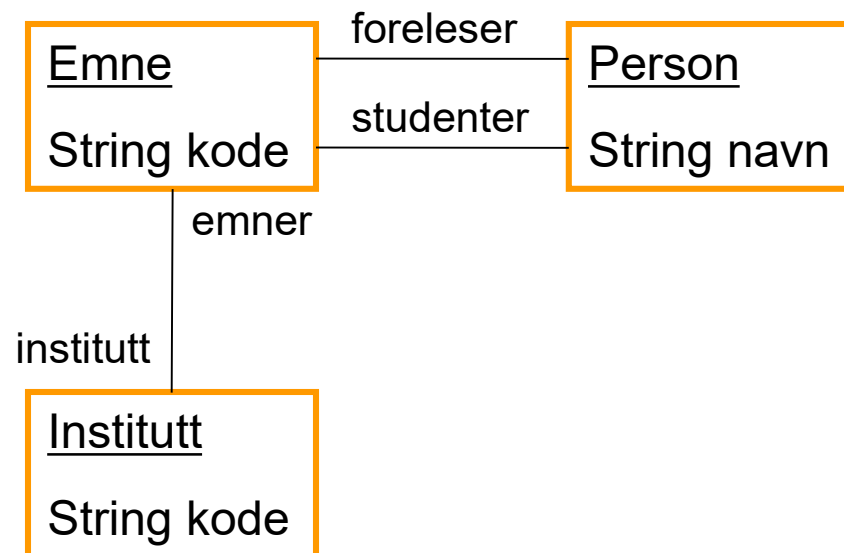 Emne
String kode
foreleser
studenter
Person
String navn
emner
institutt
Institutt
String kode